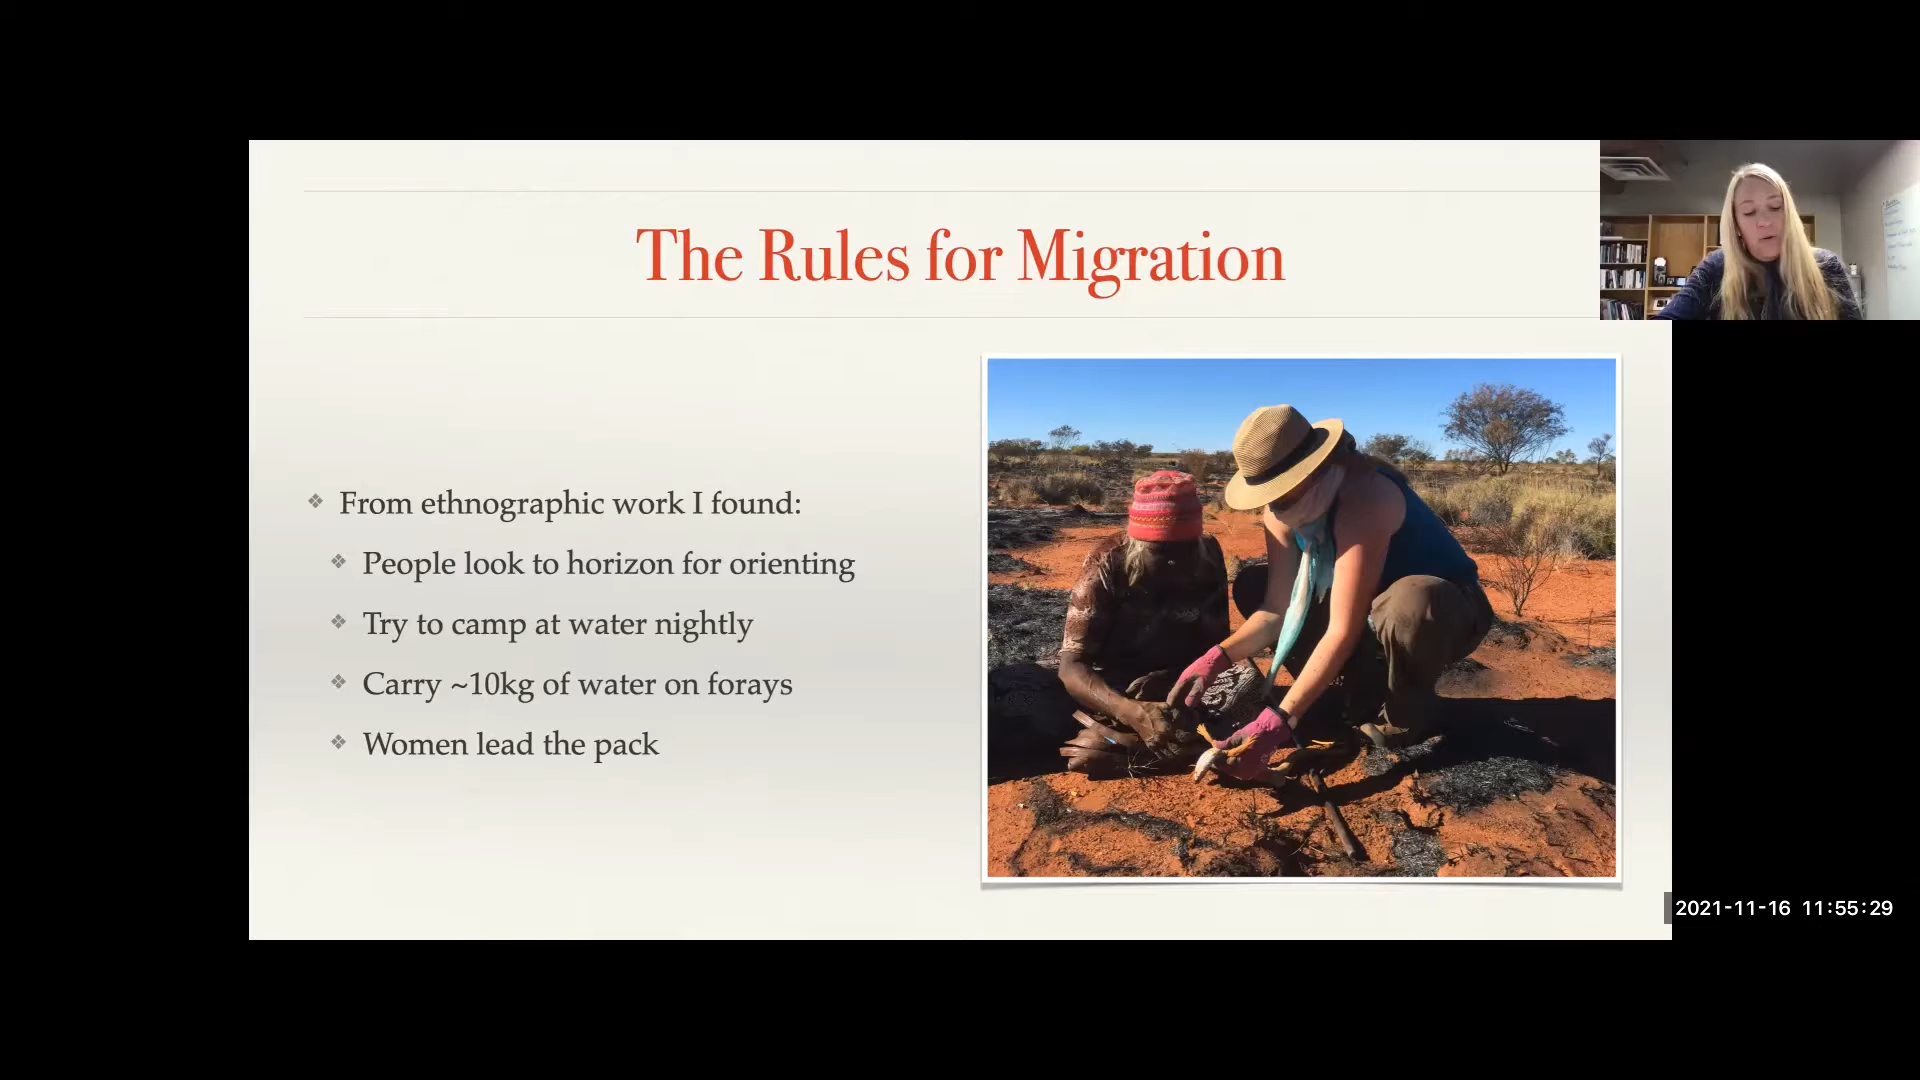 The Rules for Migration
From ethnographic work I found:
People look to horizon for orienting
Try to camp at water nightly
Carry ~10kg of water on forays
Women lead the pack
2021-11-16 11:55:29